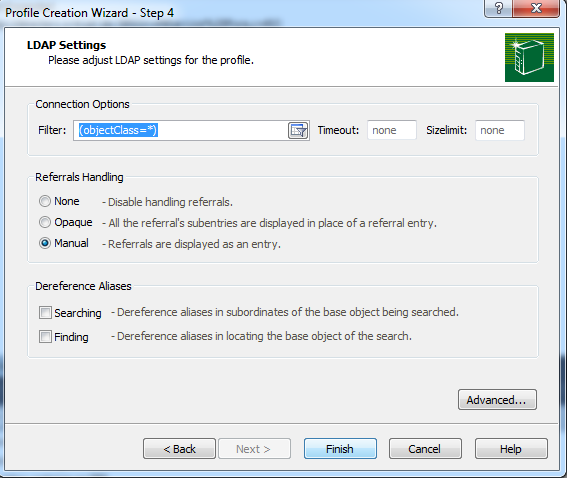 Profile Creation Wizard - Step 4
LDAP Settings
Please adjust LDAP settings for the profile.
Connection Options
Filter: (objectClass=*) Timeout: none Sizelimit: none
Referrals Handling
None - Disable handling referrals.
Opaque - All the referral's subentries are displayed in place of a referral entry.
Manual - Referrals are displayed as an entry.
Dereference Aliases
Searching - Dereference aliases in subordinates of the base object being searched.
Finding - Dereference aliases in locating the base object of the search.
Advanced...
< Back Next > Finish Cancel Help